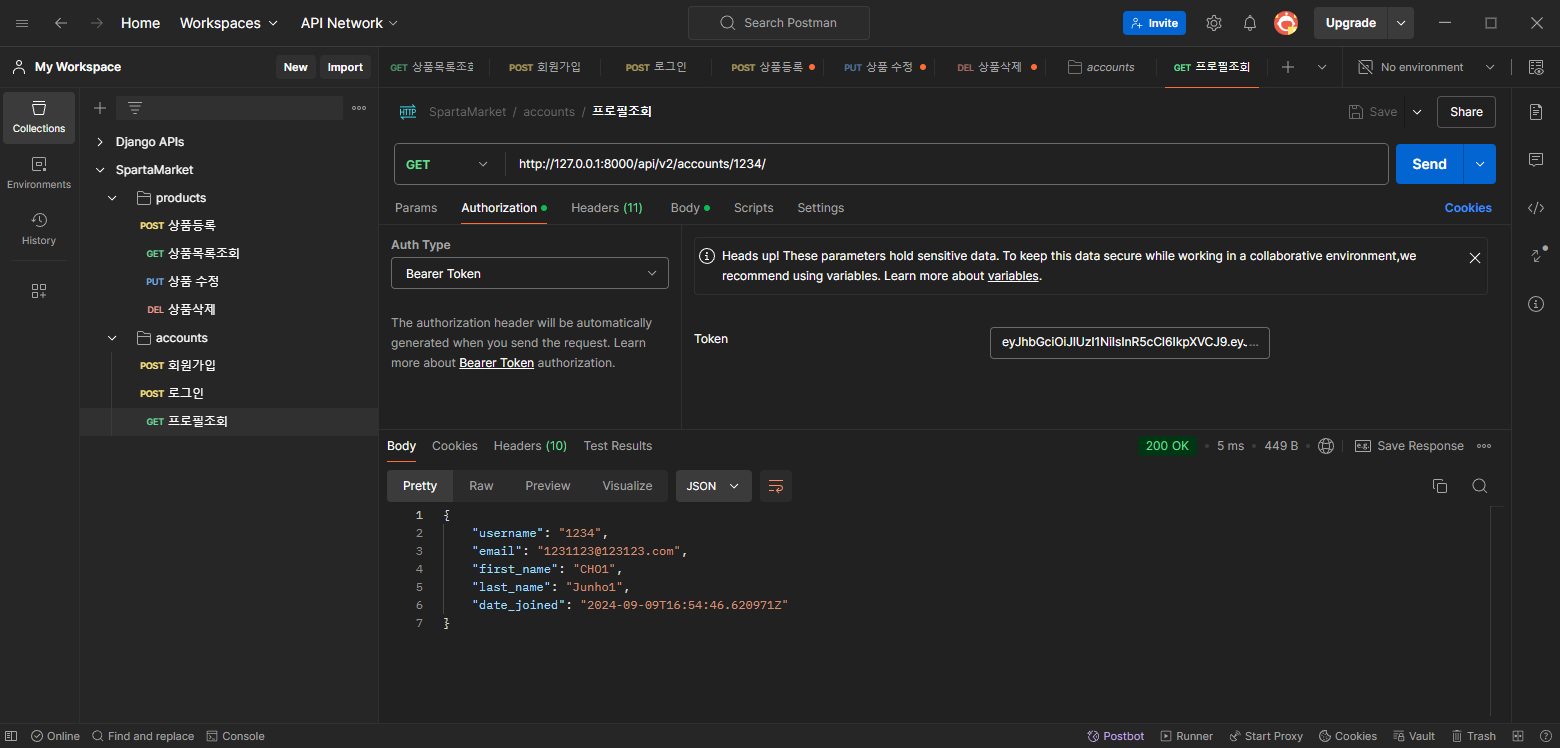 Home Workspaces API Network Search Postman Invite Upgrade
My Workspace New Import GET 상품목록조회 POST 회원가입 POST 로그인 POST 상품등록 PUT 상품 수정 DEL 상품삭제 accounts GET 프로필조회 No environment
Collections
Environments
History
Django APIs
SpartaMarket
products
POST 상품등록
GET 상품목록조회
PUT 상품 수정
DEL 상품삭제
accounts
POST 회원가입
POST 로그인
GET 프로필조회
HTTP SpartaMarket / accounts / 프로필조회 Save Share
GET http://127.0.0.1:8000/api/v2/accounts/1234/ Send
Params Authorization Headers (11) Body Scripts Settings Cookies
Auth Type
Bearer Token
The authorization header will be automatically
generated when you send the request. Learn
more about Bearer Token authorization.
Heads up! These parameters hold sensitive data. To keep this data secure while working in a collaborative environment,we
recommend using variables. Learn more about variables.
Token eyJhbGciOiJIUzI1NiIsInR5cCI6IkpXVCJ9.ey. ...
Body Cookies Headers (10) Test Results 200 OK 5 ms 449 B e.g. Save Response
Pretty Raw Preview Visualize JSON
1 {
2 "username": "1234",
3 "email": "1231123@123123.com",
4 "first_name": "CHO1",
5 "last_name": "Junho1",
6 "date_joined": "2024-09-09T16:54:46.620971Z"
7 }
Online Find and replace Console Postbot Runner Start Proxy Cookies Vault Trash